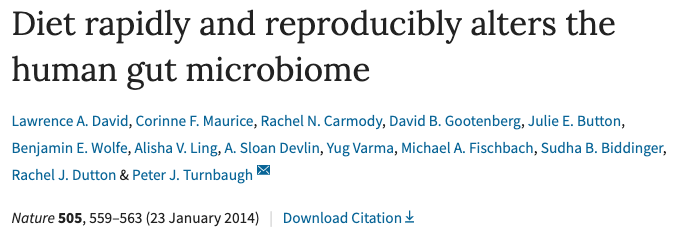 Diet rapidly and reproducibly alters the
human gut microbiome
Lawrence A. David, Corinne F. Maurice, Rachel N. Carmody, David B. Gootenberg, Julie E. Button,
Benjamin E. Wolfe, Alisha V. Ling, A. Sloan Devlin, Yug Varma, Michael A. Fischbach, Sudha B. Biddinger,
Rachel J. Dutton & Peter J. Turnbaugh
Nature 505, 559–563 (23 January 2014) | Download Citation